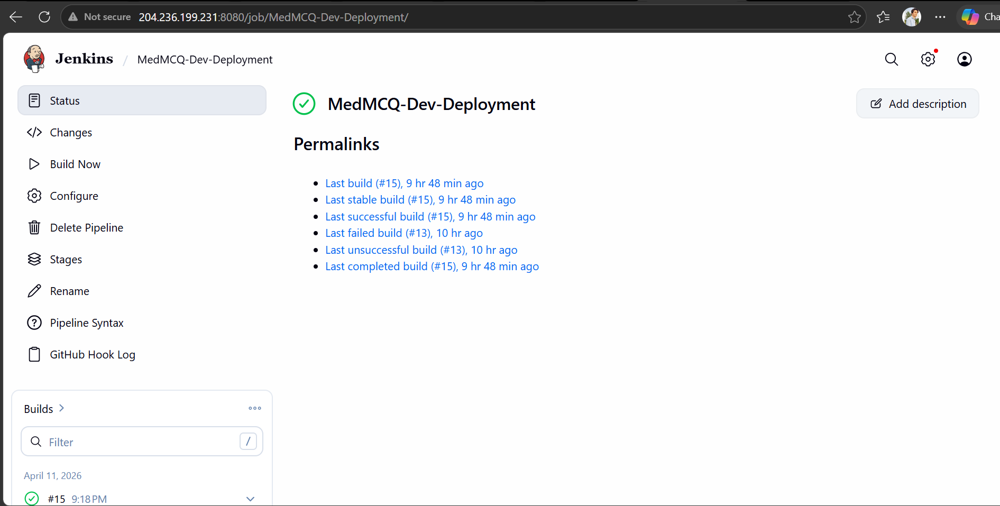 Not secure 204.236.199.231:8080/job/MedMCQ-Dev-Deployment/
Cha
Jenkins / MedMCQ-Dev-Deployment
Status
Changes
Build Now
Configure
Delete Pipeline
Stages
Rename
Pipeline Syntax
GitHub Hook Log
Builds
Filter /
April 11, 2026
#15 9:18 PM
MedMCQ-Dev-Deployment
Add description
Permalinks
Last build (#15), 9 hr 48 min ago
Last stable build (#15), 9 hr 48 min ago
Last successful build (#15), 9 hr 48 min ago
Last failed build (#13), 10 hr ago
Last unsuccessful build (#13), 10 hr ago
Last completed build (#15), 9 hr 48 min ago